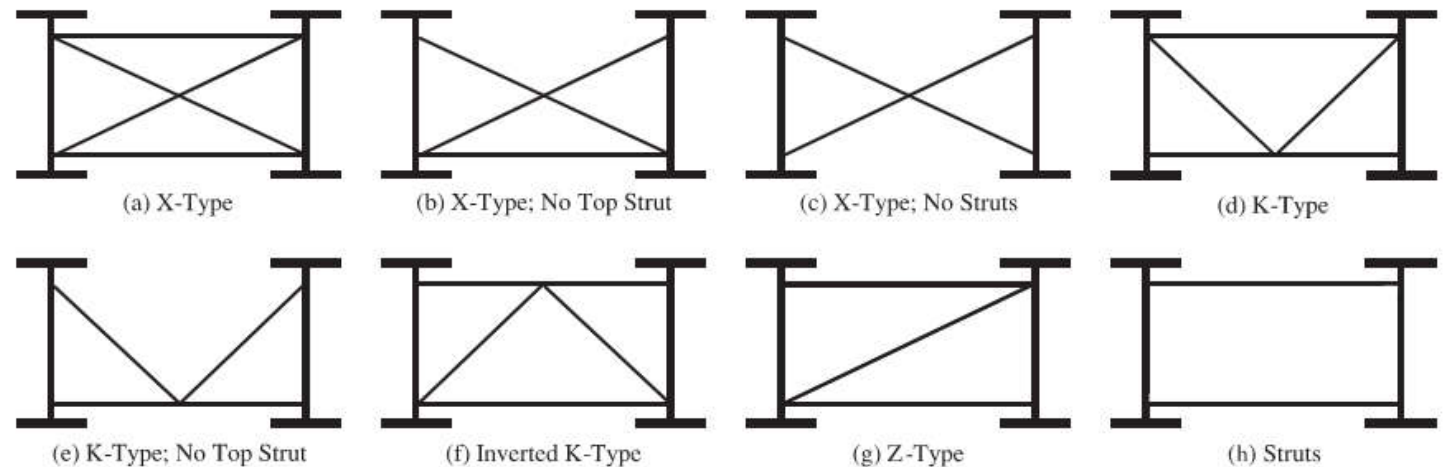 (a) X-Type
(b) X-Type; No Top Strut
(c) X-Type; No Struts
(d) K-Type
(e) K-Type; No Top Strut
(f) Inverted K-Type
(g) Z-Type
(h) Struts